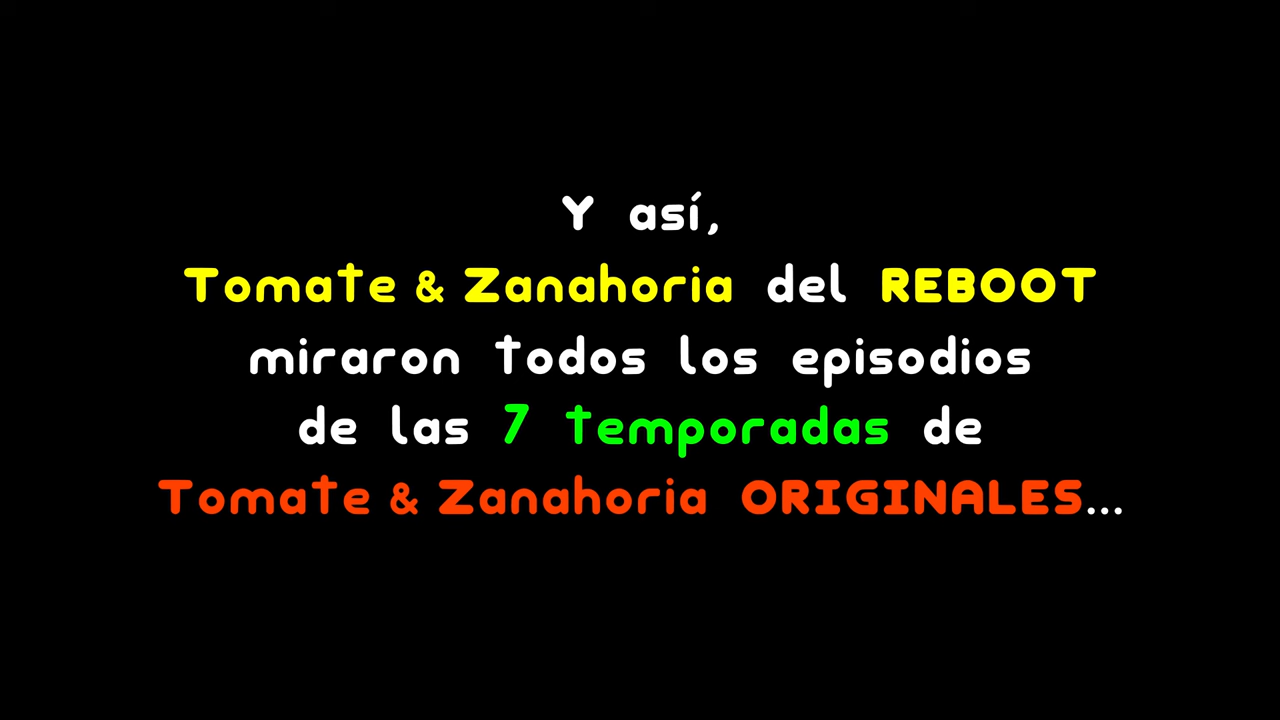 Y así,
Tomate & Zanahoria del REBOOT
miraron todos los episodios
de las 7 temporadas de
Tomate & Zanahoria ORIGINALES...